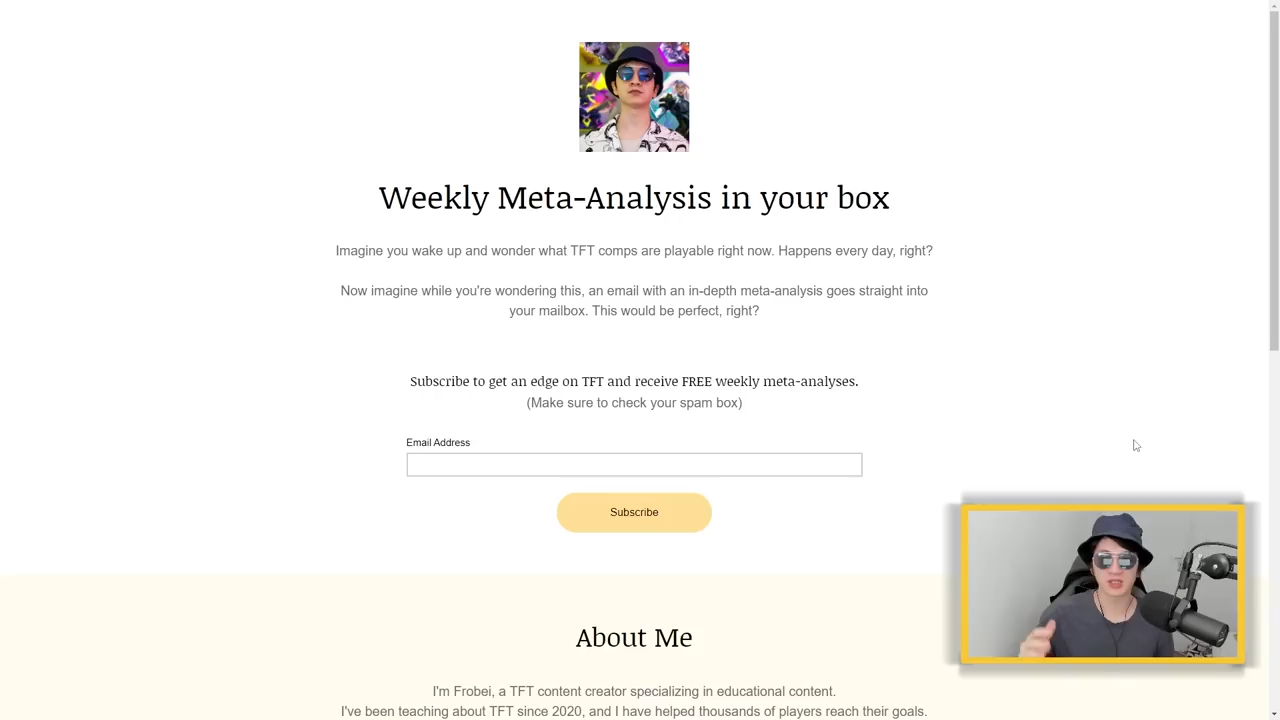 Weekly Meta-Analysis in your box
Imagine you wake up and wonder what TFT comps are playable right now. Happens every day, right?
Now imagine while you're wondering this, an email with an in-depth meta-analysis goes straight into
your mailbox. This would be perfect, right?
Subscribe to get an edge on TFT and receive FREE weekly meta-analyses.
(Make sure to check your spam box)
Email Address
Subscribe
About Me
I'm Frobei, a TFT content creator specializing in educational content.
I've been teaching about TFT since 2020, and I have helped thousands of players reach their goals.